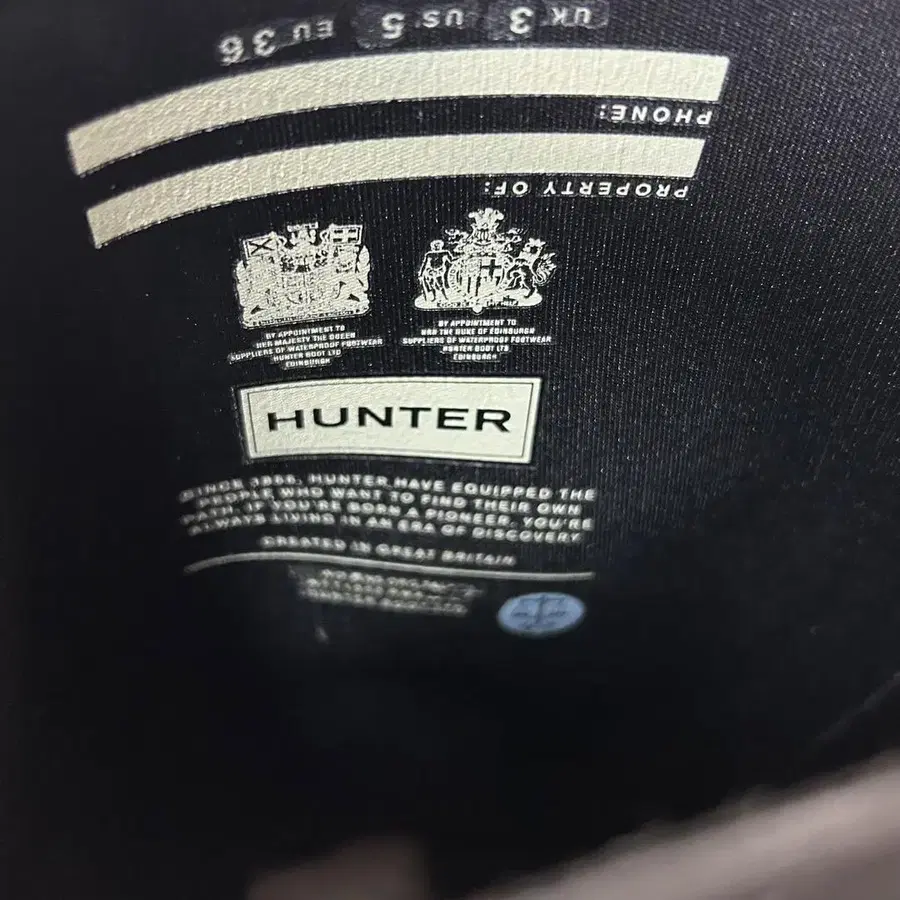 UK 3 US 5 EU 36
PHONE:
PROPERTY OF:
BY APPOINTMENT TO
HER MAJESTY THE QUEEN
SUPPLIERS OF WATERPROOF FOOTWEAR
HUNTER BOOT LTD
EDINBURGH
BY APPOINTMENT TO
HRH THE DUKE OF EDINBURGH
SUPPLIERS OF WATERPROOF FOOTWEAR
HUNTER BOOT LTD
EDINBURGH
HUNTER
SINCE HUNTER HAVE EQUIPPED THE
PEOPLE WHO WANT TO FIND THEIR OWN
PATH. IF YOU'RE BORN A PIONEER, YOU'RE
ALWAYS LIVING IN AN ERA OF DISCOVERY
CREATED IN GREAT BRITAIN